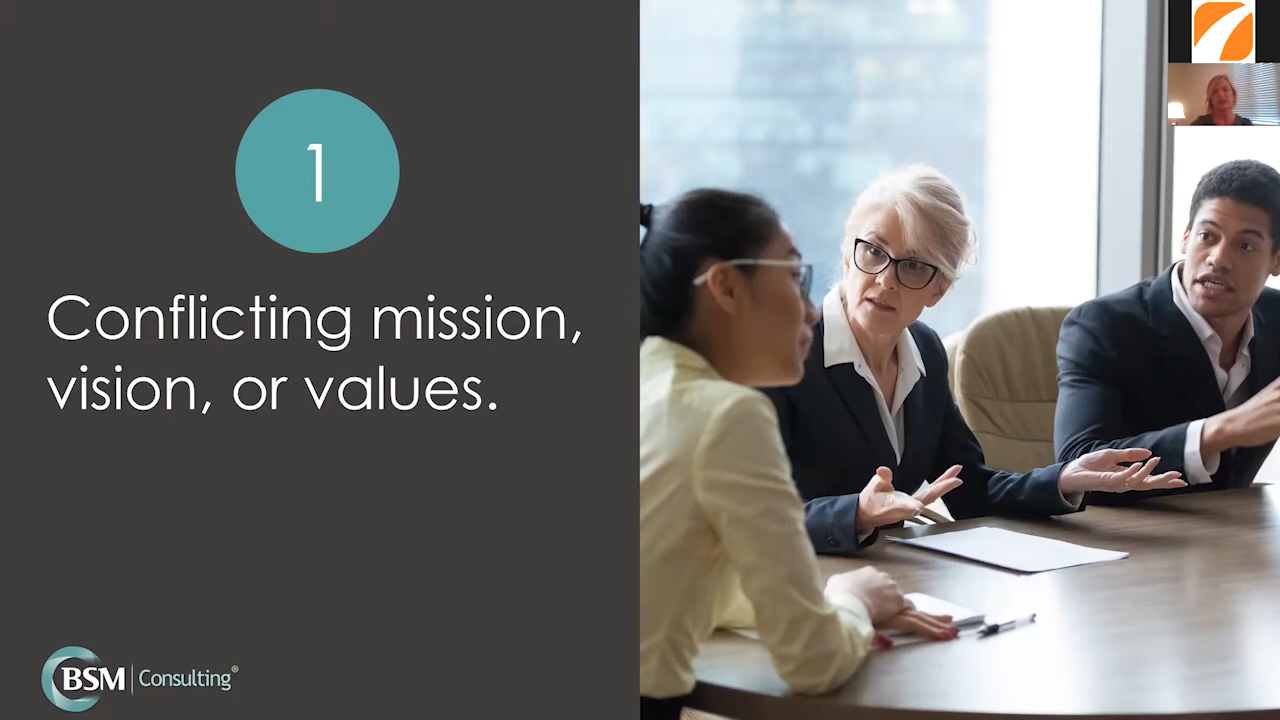 1
Conflicting mission,
vision, or values.
BSM Consulting®